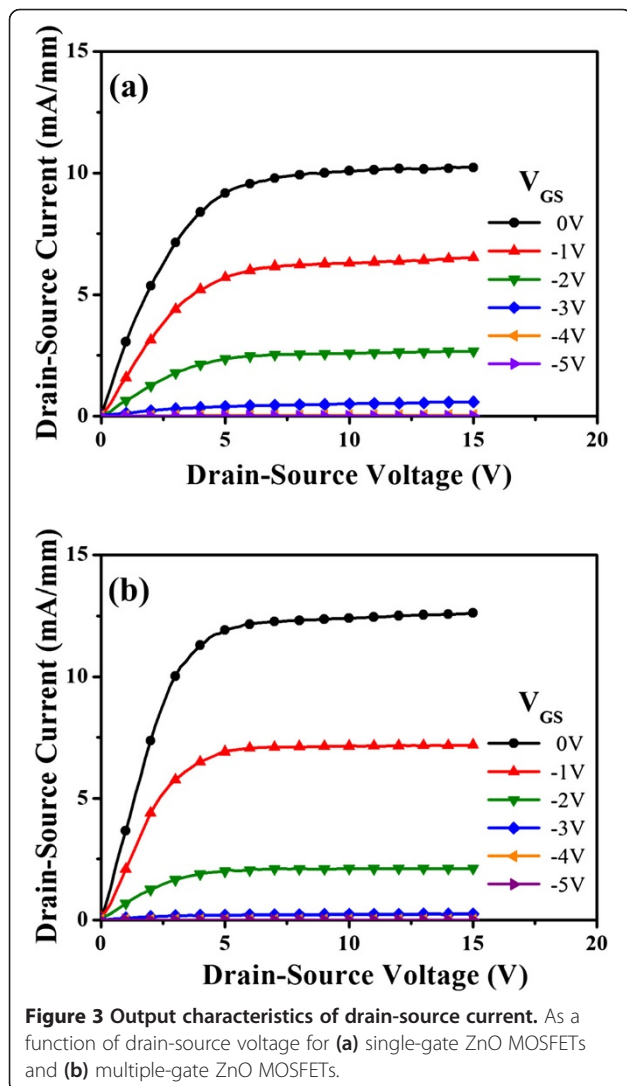 15
(a)
10
5
0
Drain-Source Current (mA/mm)
V_GS
0V
-1V
-2V
-3V
-4V
-5V
0 5 10 15 20
Drain-Source Voltage (V)
15
(b)
10
5
0
Drain-Source Current (mA/mm)
V_GS
0V
-1V
-2V
-3V
-4V
-5V
0 5 10 15 20
Drain-Source Voltage (V)
Figure 3 Output characteristics of drain-source current. As a
function of drain-source voltage for (a) single-gate ZnO MOSFETs
and (b) multiple-gate ZnO MOSFETs.